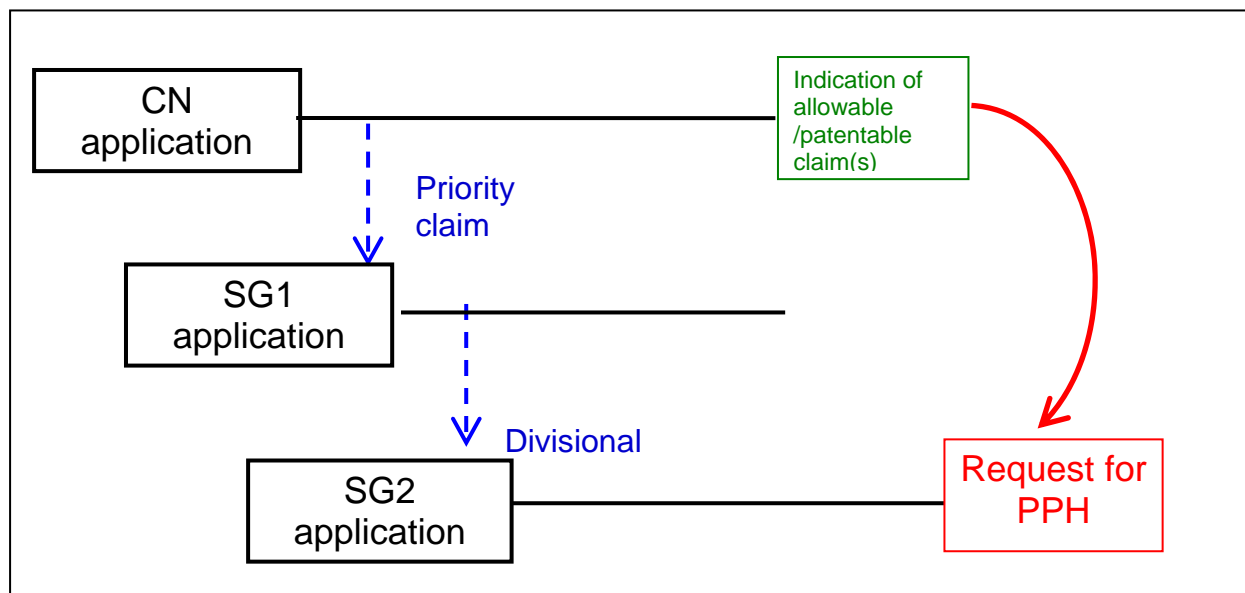 CN
application
Indication of
allowable
/patentable
claim(s)
Priority
claim
SG1
application
Divisional
SG2
application
Request for
PPH